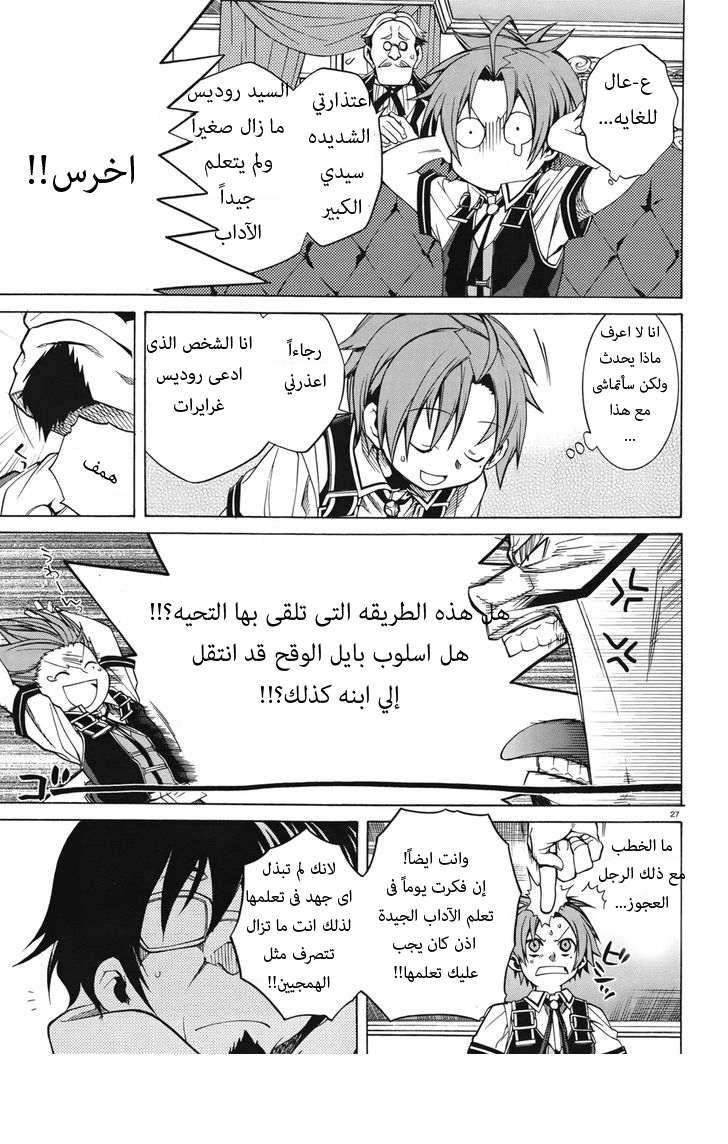 ع-عال
للغايه...
اعتذارتي
الشديده
سيدي
الكبير
السيد روديس
ما زال صغيرا
ولم يتعلم
جيداً
الآداب
اخرس!!
انا لا اعرف
ماذا يحدث
ولكن سأتماشى
مع هذا
...
رجاءاً
اعذرني
انا الشخص الذى
ادعى روديس
غرايرات
همف
هل هذه الطريقه التى تلقى بها التحيه؟!!
هل اسلوب بايل الوقح قد انتقل
إلي ابنه كذلك؟!!
27
ما الخطب
مع ذلك الرجل
العجوز...
وانت ايضاً!
إن فكرت يوماً فى
تعلم الآداب الجيدة
اذن كان يجب
عليك تعلمها!!
لانك لم تبذل
اى جهد فى تعلمها
لذلك انت ما تزال
تتصرف مثل
الهمجيين!!